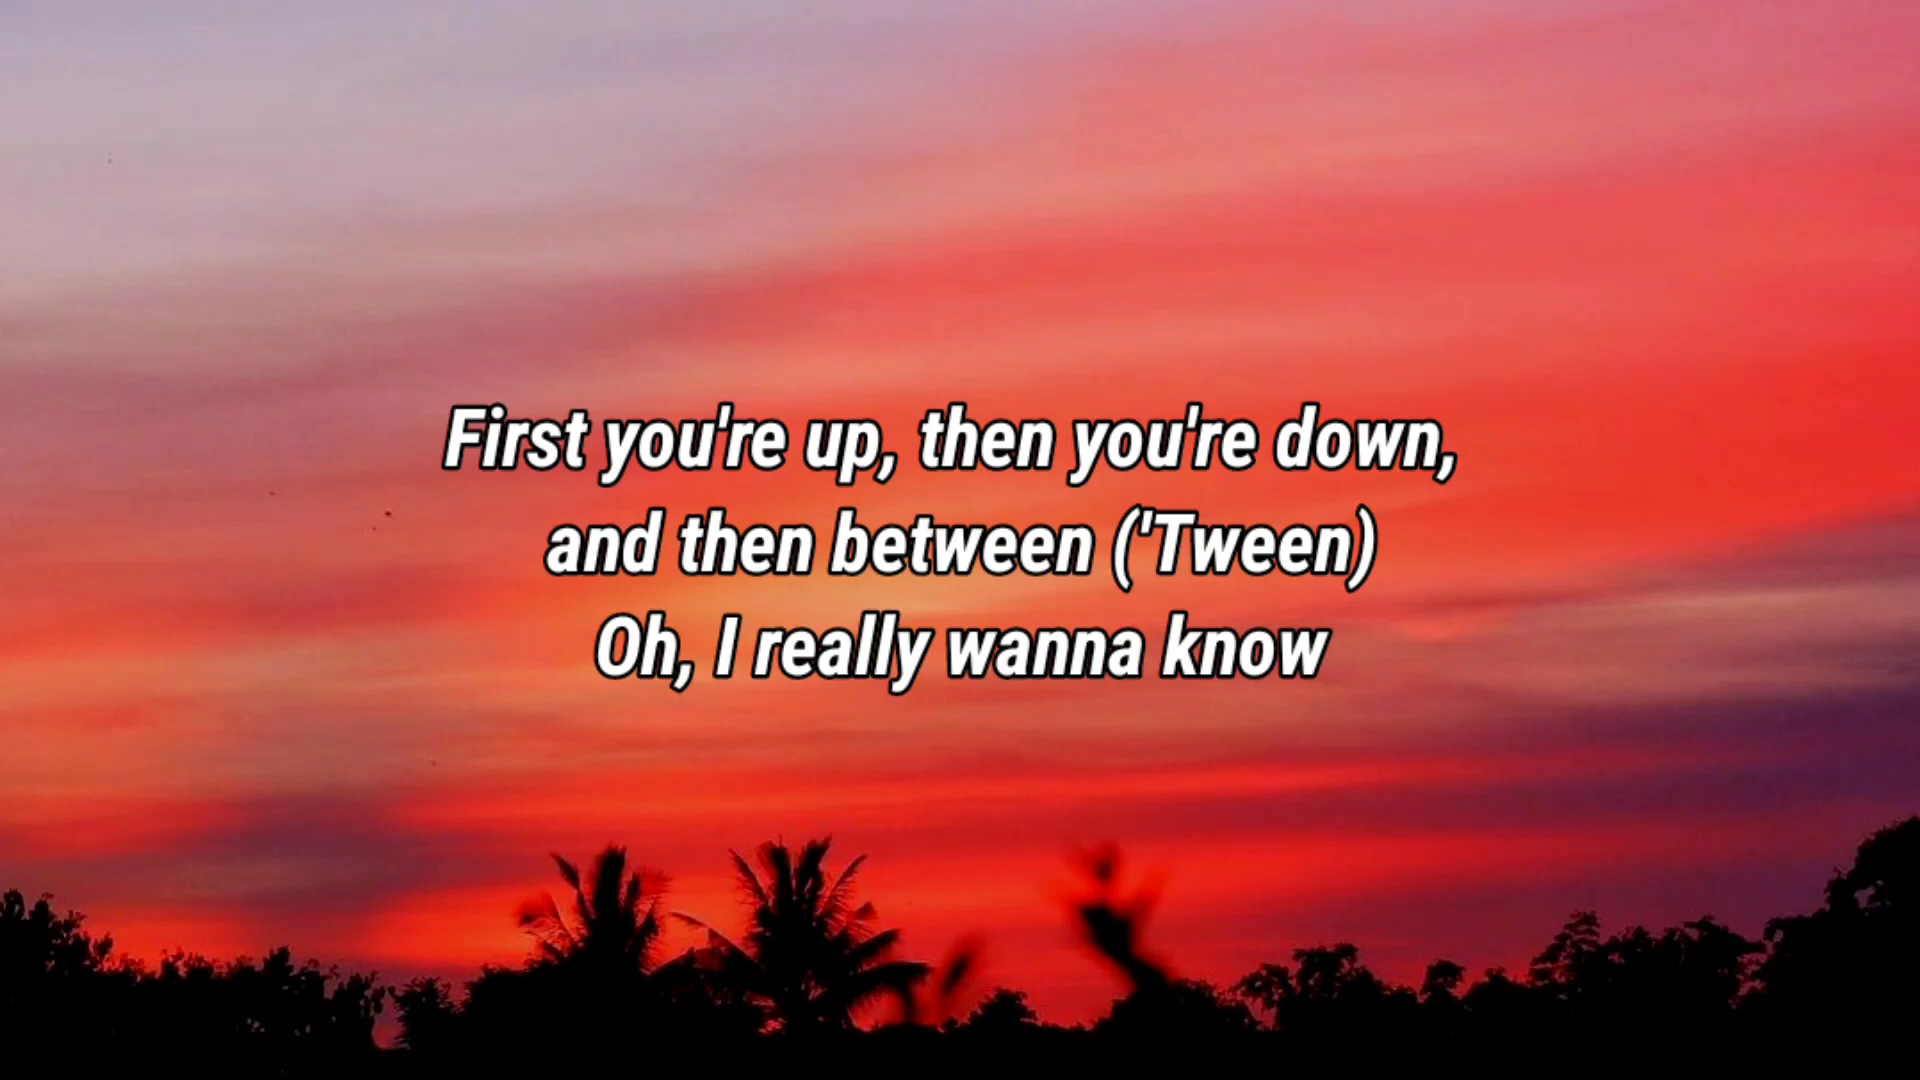 First you're up, then you're down,
and then between ('Tween)
Oh, I really wanna know